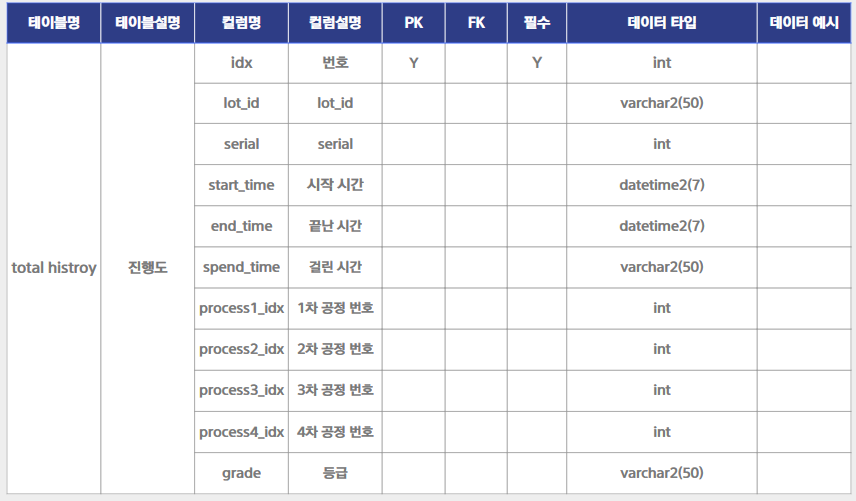 테이블명 테이블설명 컬럼명 컬럼설명 PK FK 필수 데이터 타입 데이터 예시
idx 번호 Y Y int
lot_id lot_id varchar2(50)
serial serial int
start_time 시작 시간 datetime2(7)
end_time 끝난 시간 datetime2(7)
total histroy 진행도 spend_time 걸린 시간 varchar2(50)
process1_idx 1차 공정 번호 int
process2_idx 2차 공정 번호 int
process3_idx 3차 공정 번호 int
process4_idx 4차 공정 번호 int
grade 등급 varchar2(50)